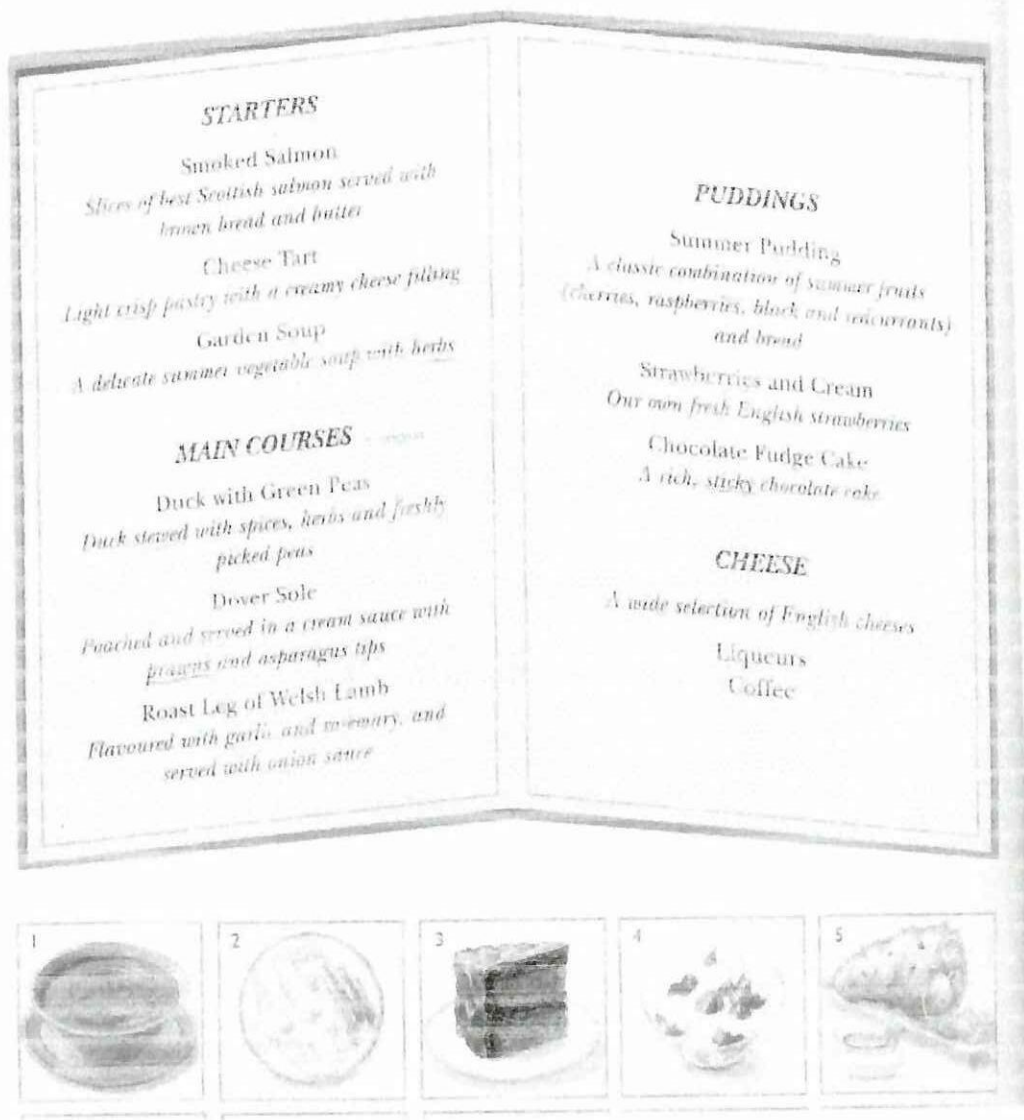 STARTERS
Smoked Salmon
Slices of best Scottish salmon served with
brown bread and butter
Cheese Tart
Light crisp pastry with a creamy cheese filling
Garden Soup
A delicate summer vegetable soup with herbs
MAIN COURSES
Duck with Green Peas
Duck stewed with spices, herbs and freshly
picked peas
Dover Sole
Poached and served in a cream sauce with
prawns and asparagus tips
Roast Leg of Welsh Lamb
Flavoured with garlic and rosemary, and
served with onion sauce
PUDDINGS
Summer Pudding
A classic combination of summer fruits
(cherries, raspberries, black and redcurrants)
and bread
Strawberries and Cream
Our own fresh English strawberries
Chocolate Fudge Cake
A rich, sticky chocolate cake
CHEESE
A wide selection of English cheeses
Liqueurs
Coffee
1
2
3
4
5